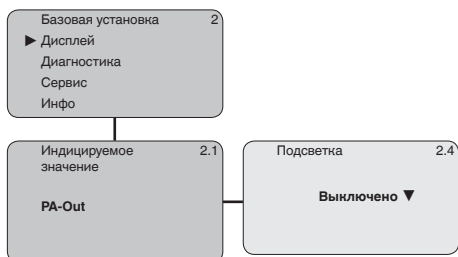 Базовая установка 2
▶ Дисплей
Диагностика
Сервис
Инфо
Индицируемое 2.1
значение
PA-Out
Подсветка 2.4
Выключено ▼